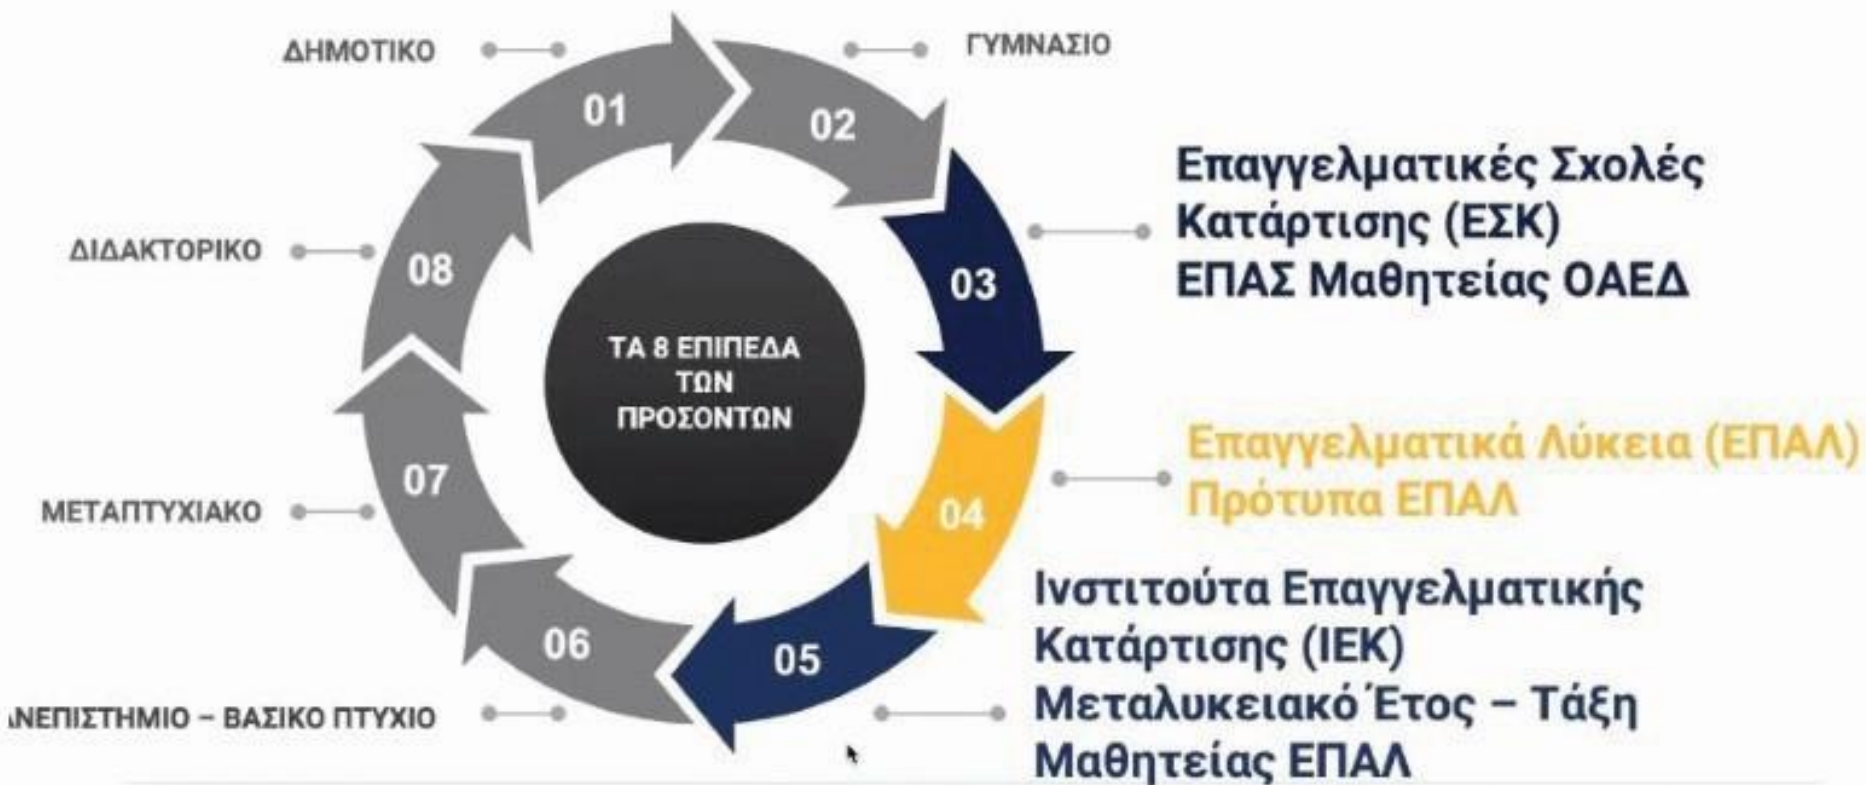 ΔΗΜΟΤΙΚΟ
01
ΓΥΜΝΑΣΙΟ
02
Επαγγελματικές Σχολές
Κατάρτισης (ΕΣΚ)
ΕΠΑΣ Μαθητείας ΟΑΕΔ
03
Επαγγελματικά Λύκεια (ΕΠΑΛ)
Πρότυπα ΕΠΑΛ
04
Ινστιτούτα Επαγγελματικής
Κατάρτισης (ΙΕΚ)
Μεταλυκειακό Έτος – Τάξη
Μαθητείας ΕΠΑΛ
05
ΝΕΠΙΣΤΗΜΙΟ – ΒΑΣΙΚΟ ΠΤΥΧΙΟ
06
ΜΕΤΑΠΤΥΧΙΑΚΟ
07
ΔΙΔΑΚΤΟΡΙΚΟ
08
ΤΑ 8 ΕΠΙΠΕΔΑ
ΤΩΝ
ΠΡΟΣΟΝΤΩΝ